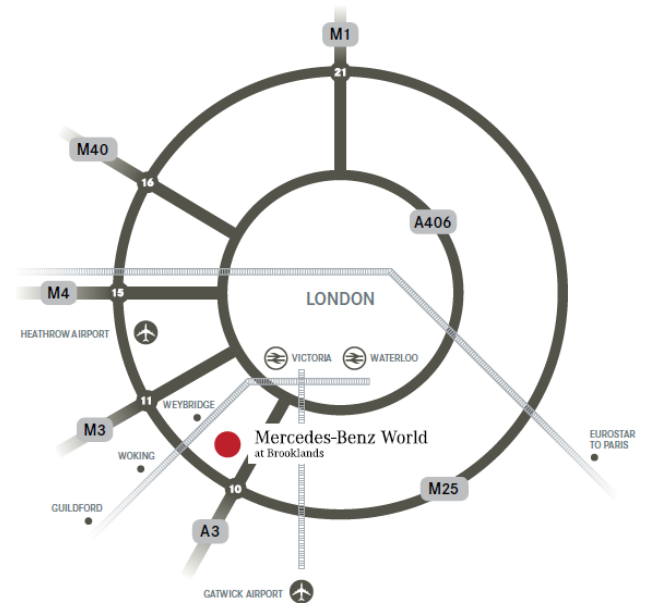 M1
21
M40
16
A406
M4
15
LONDON
HEATHROW AIRPORT
VICTORIA
WATERLOO
11
WEYBRIDGE
M3
Mercedes-Benz World
at Brooklands
EUROSTAR
TO PARIS
WOKING
10
M25
GUILDFORD
A3
GATWICK AIRPORT